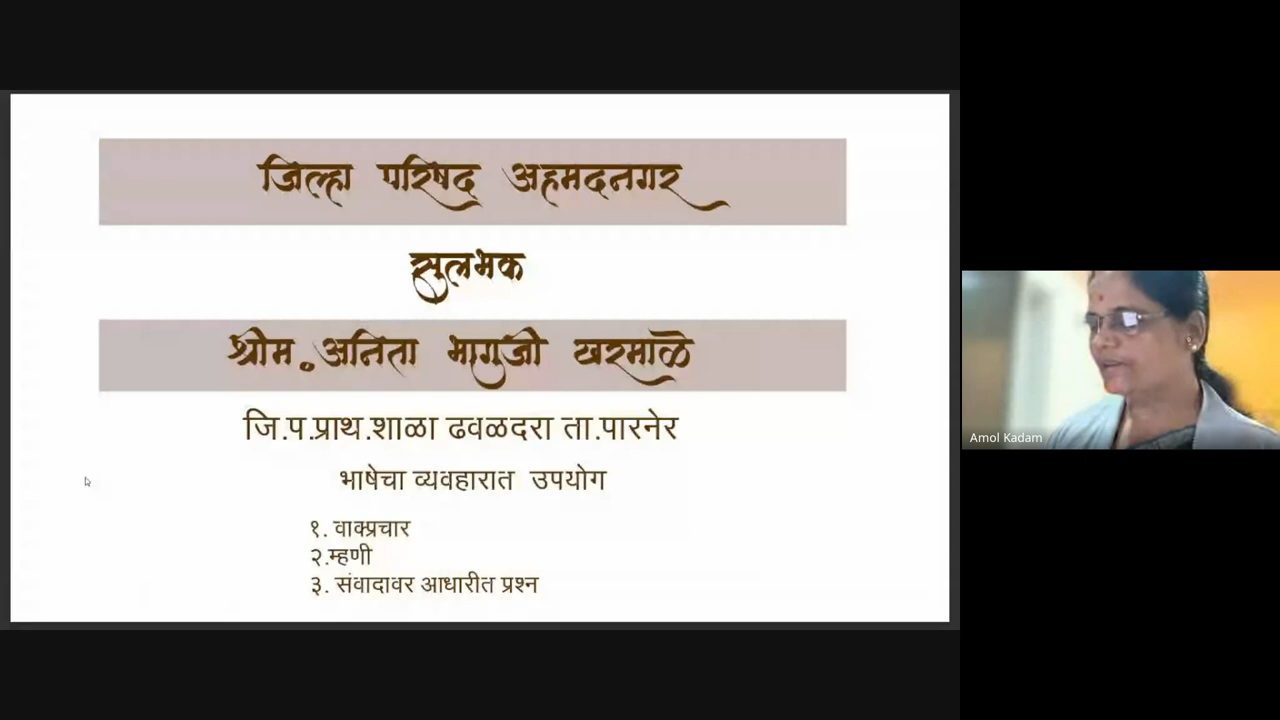 जिल्हा परिषद अहमदनगर
सुलभक
श्रीम.अनिता भागुजी खरमाळे
जि.प.प्राथ.शाळा ढवळदरा ता.पारनेर
भाषेचा व्यवहारात उपयोग
१. वाक्प्रचार
२.म्हणी
३. संवादावर आधारीत प्रश्न
Amol Kadam